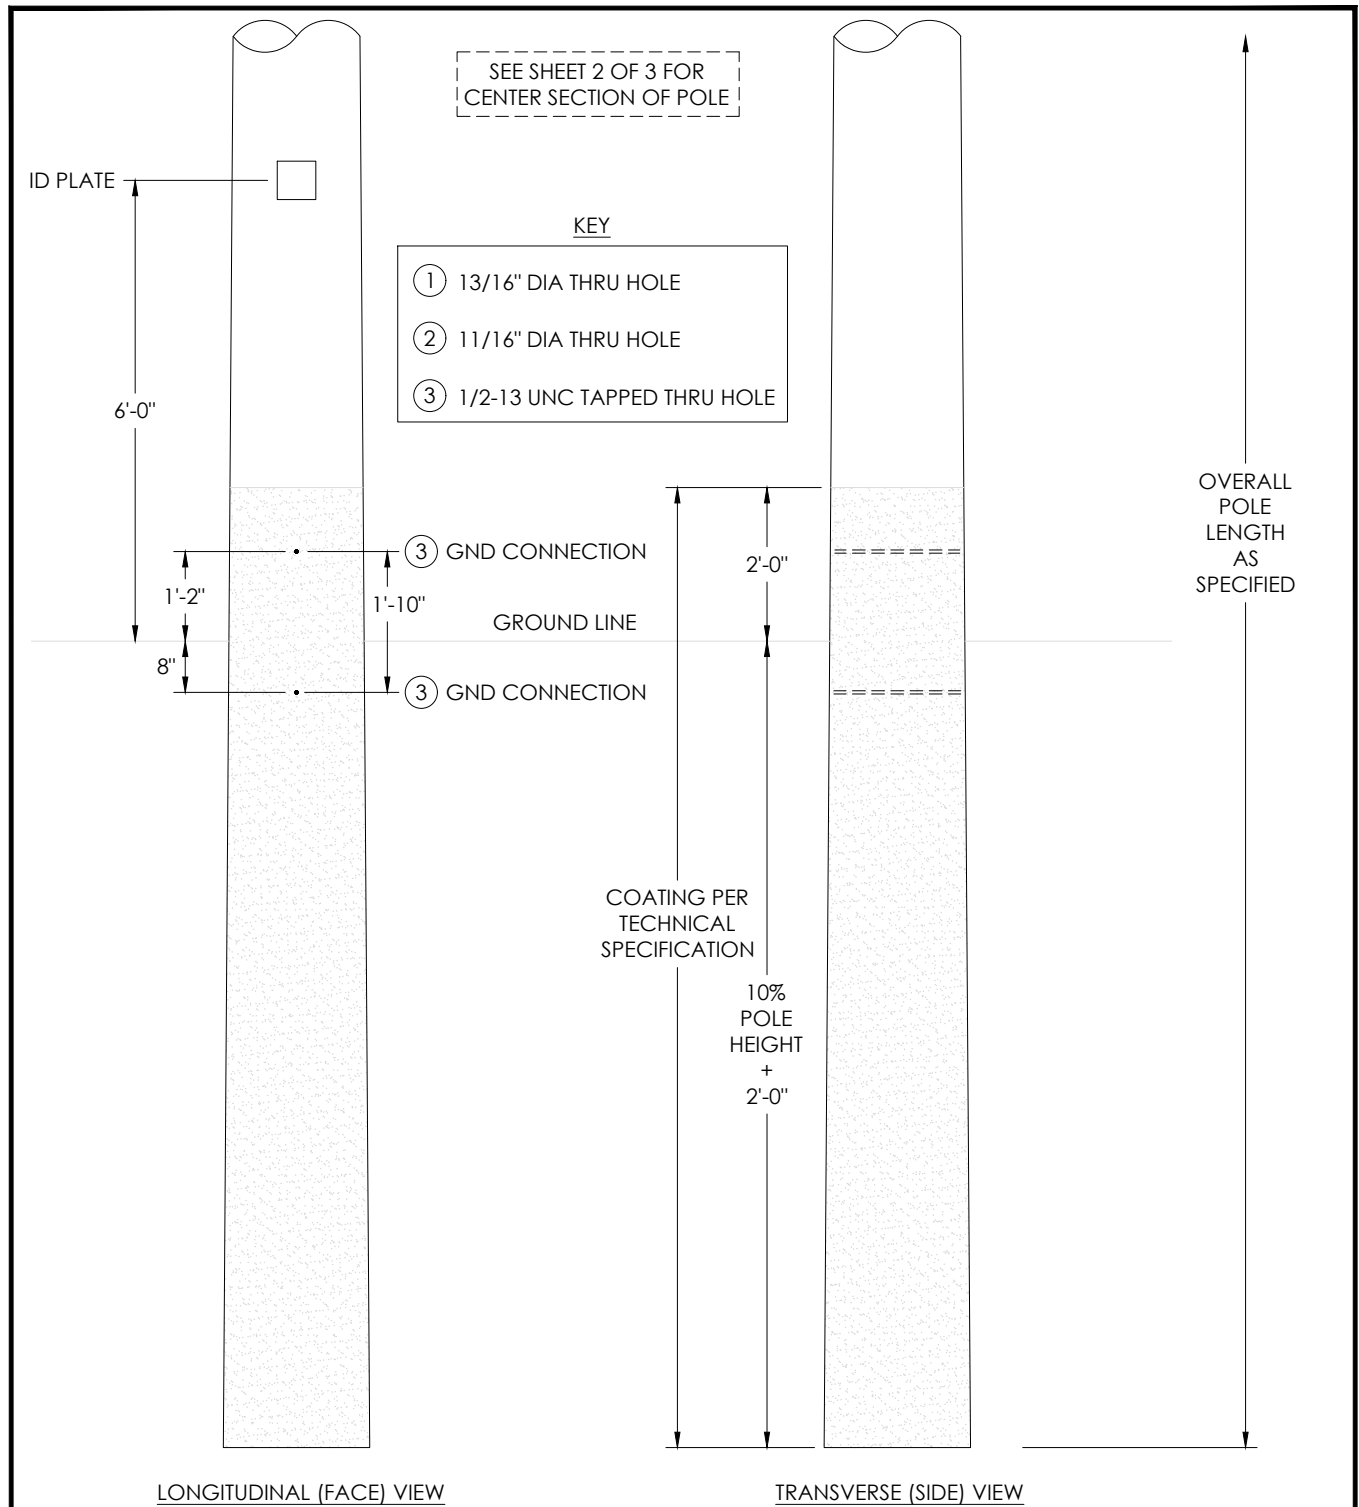 SEE SHEET 2 OF 3 FOR
CENTER SECTION OF POLE
ID PLATE
KEY
1 13/16" DIA THRU HOLE
2 11/16" DIA THRU HOLE
3 1/2-13 UNC TAPPED THRU HOLE
6'-0"
OVERALL
POLE
LENGTH
AS
SPECIFIED
3 GND CONNECTION
2'-0"
1'-2"
1'-10"
GROUND LINE
8"
3 GND CONNECTION
COATING PER
TECHNICAL
SPECIFICATION
10%
POLE
HEIGHT
+
2'-0"
LONGITUDINAL (FACE) VIEW
TRANSVERSE (SIDE) VIEW